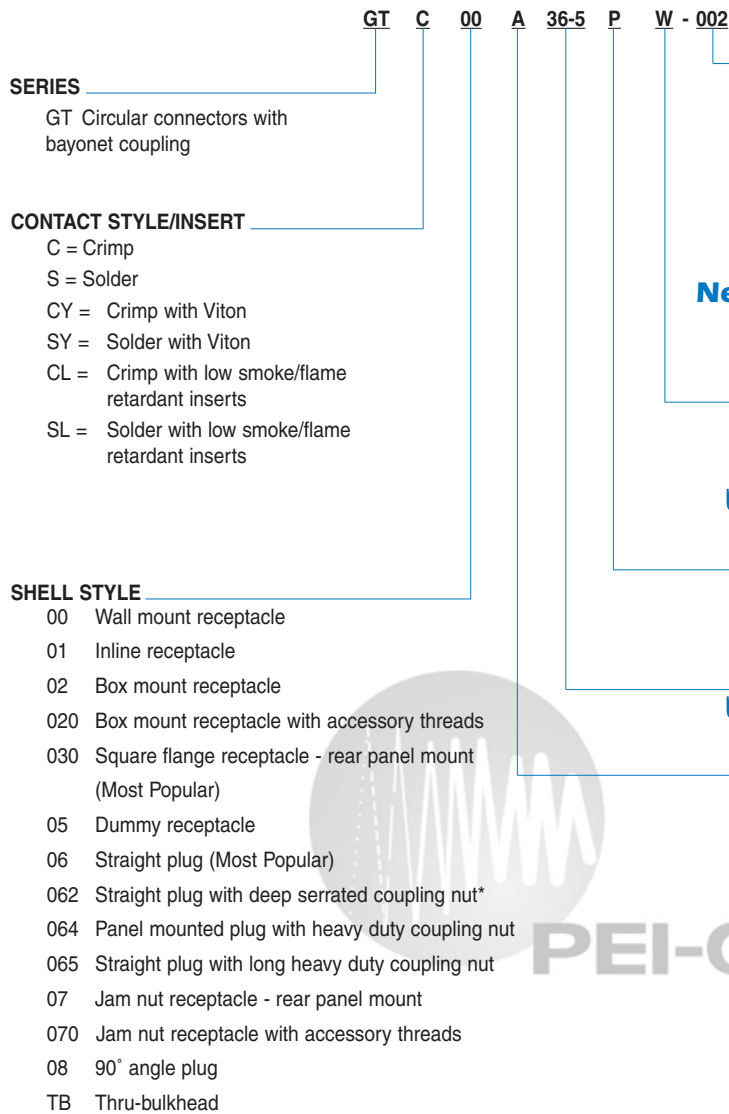 GT C 00 A 36-5 P W - 002
SERIES
GT Circular connectors with
bayonet coupling
CONTACT STYLE/INSERT
C = Crimp
S = Solder
CY = Crimp with Viton
SY = Solder with Viton
CL = Crimp with low smoke/flame
retardant inserts
SL = Solder with low smoke/flame
retardant inserts
SHELL STYLE
00 Wall mount receptacle
01 Inline receptacle
02 Box mount receptacle
020 Box mount receptacle with accessory threads
030 Square flange receptacle - rear panel mount
(Most Popular)
05 Dummy receptacle
06 Straight plug (Most Popular)
062 Straight plug with deep serrated coupling nut*
064 Panel mounted plug with heavy duty coupling nut
065 Straight plug with long heavy duty coupling nut
07 Jam nut receptacle - rear panel mount
070 Jam nut receptacle with accessory threads
08 90˚ angle plug
TB Thru-bulkhead